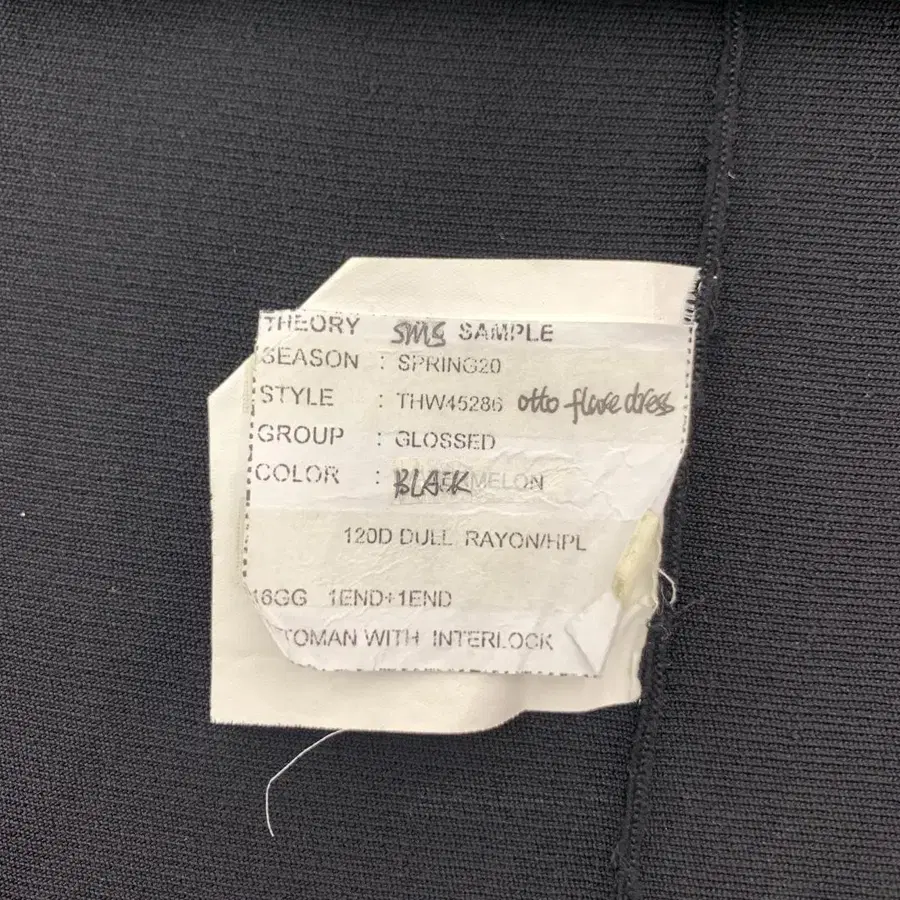 THEORY SMS SAMPLE
SEASON : SPRING20
STYLE : THW45286 otto flare dress
GROUP : GLOSSED
COLOR : BLACK MELON
120D DULL RAYON/HPL
16GG 1END+1END
TOMAN WITH INTERLOCK